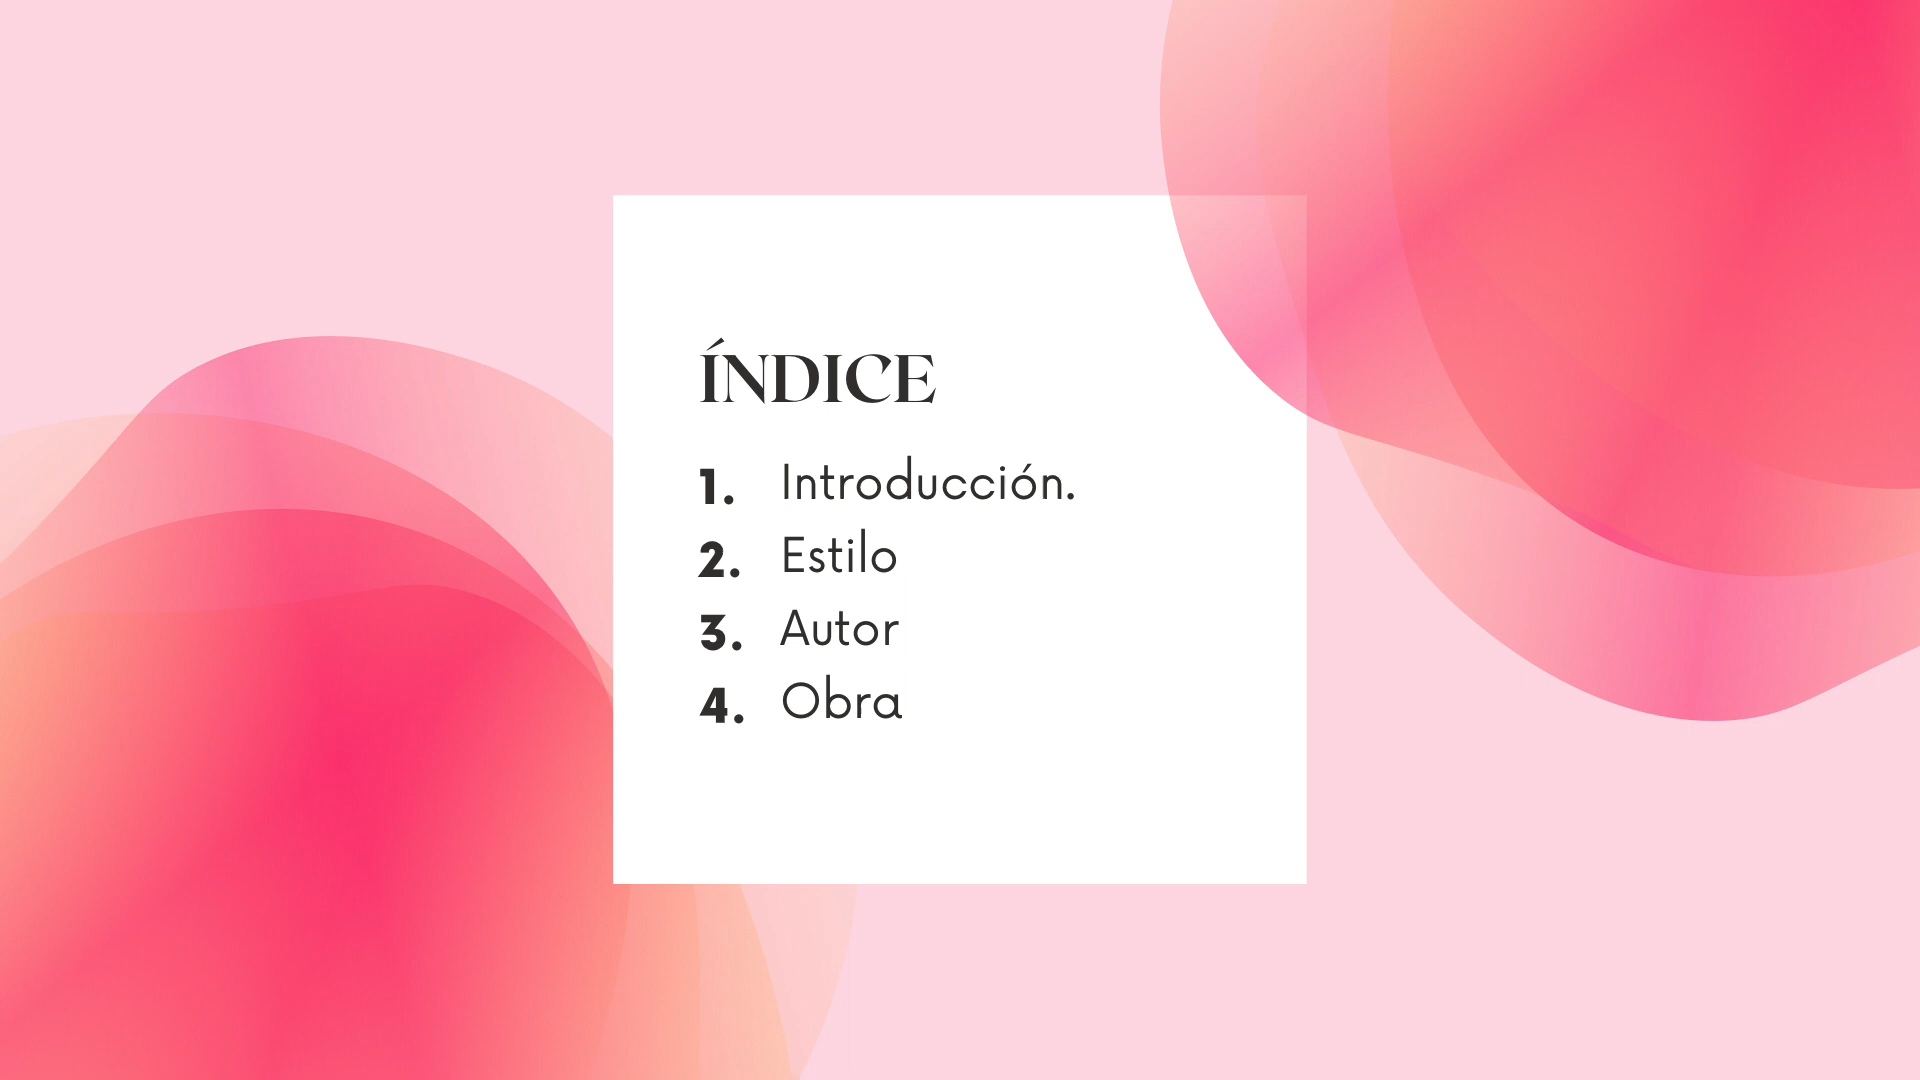 ÍNDICE
1. Introducción.
2. Estilo
3. Autor
4. Obra